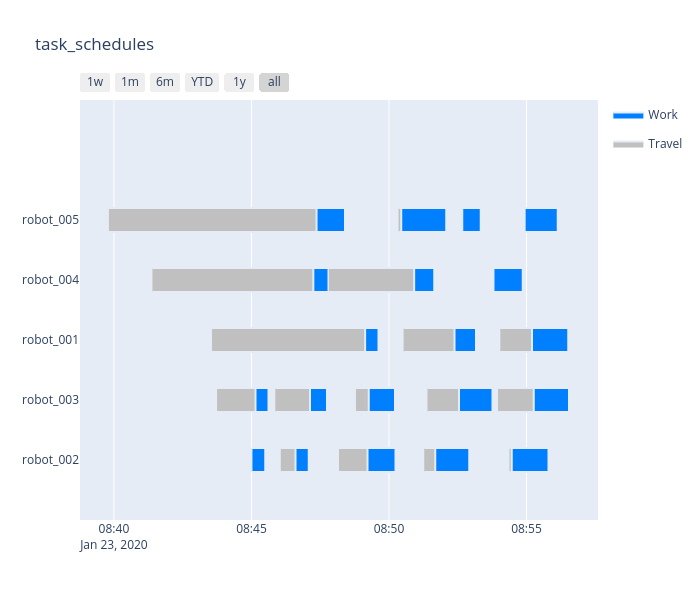 task_schedules
1w 1m 6m YTD 1y all
Work
Travel
robot_005
robot_004
robot_001
robot_003
robot_002
08:40 08:45 08:50 08:55
Jan 23, 2020